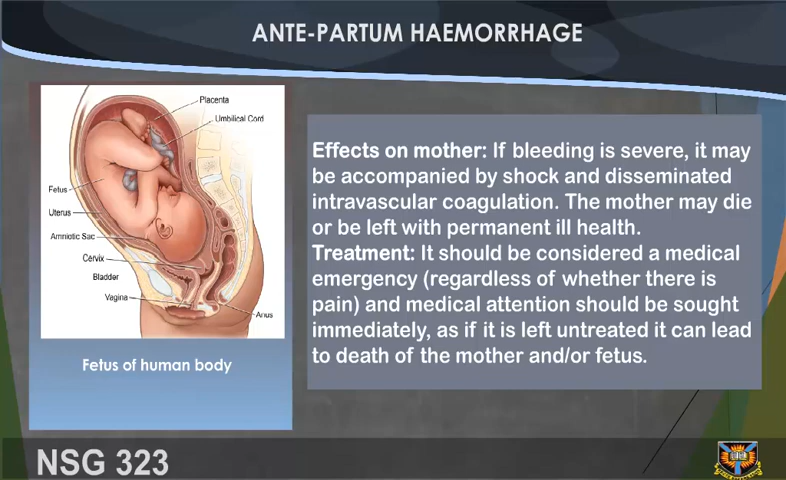 ANTE-PARTUM HAEMORRHAGE
Placenta
Umbilical Cord
Fetus
Uterus
Amniotic Sac
Cervix
Bladder
Vagina
Anus
Fetus of human body
Effects on mother: If bleeding is severe, it may
be accompanied by shock and disseminated
intravascular coagulation. The mother may die
or be left with permanent ill health.
Treatment: It should be considered a medical
emergency (regardless of whether there is
pain) and medical attention should be sought
immediately, as if it is left untreated it can lead
to death of the mother and/or fetus.
NSG 323